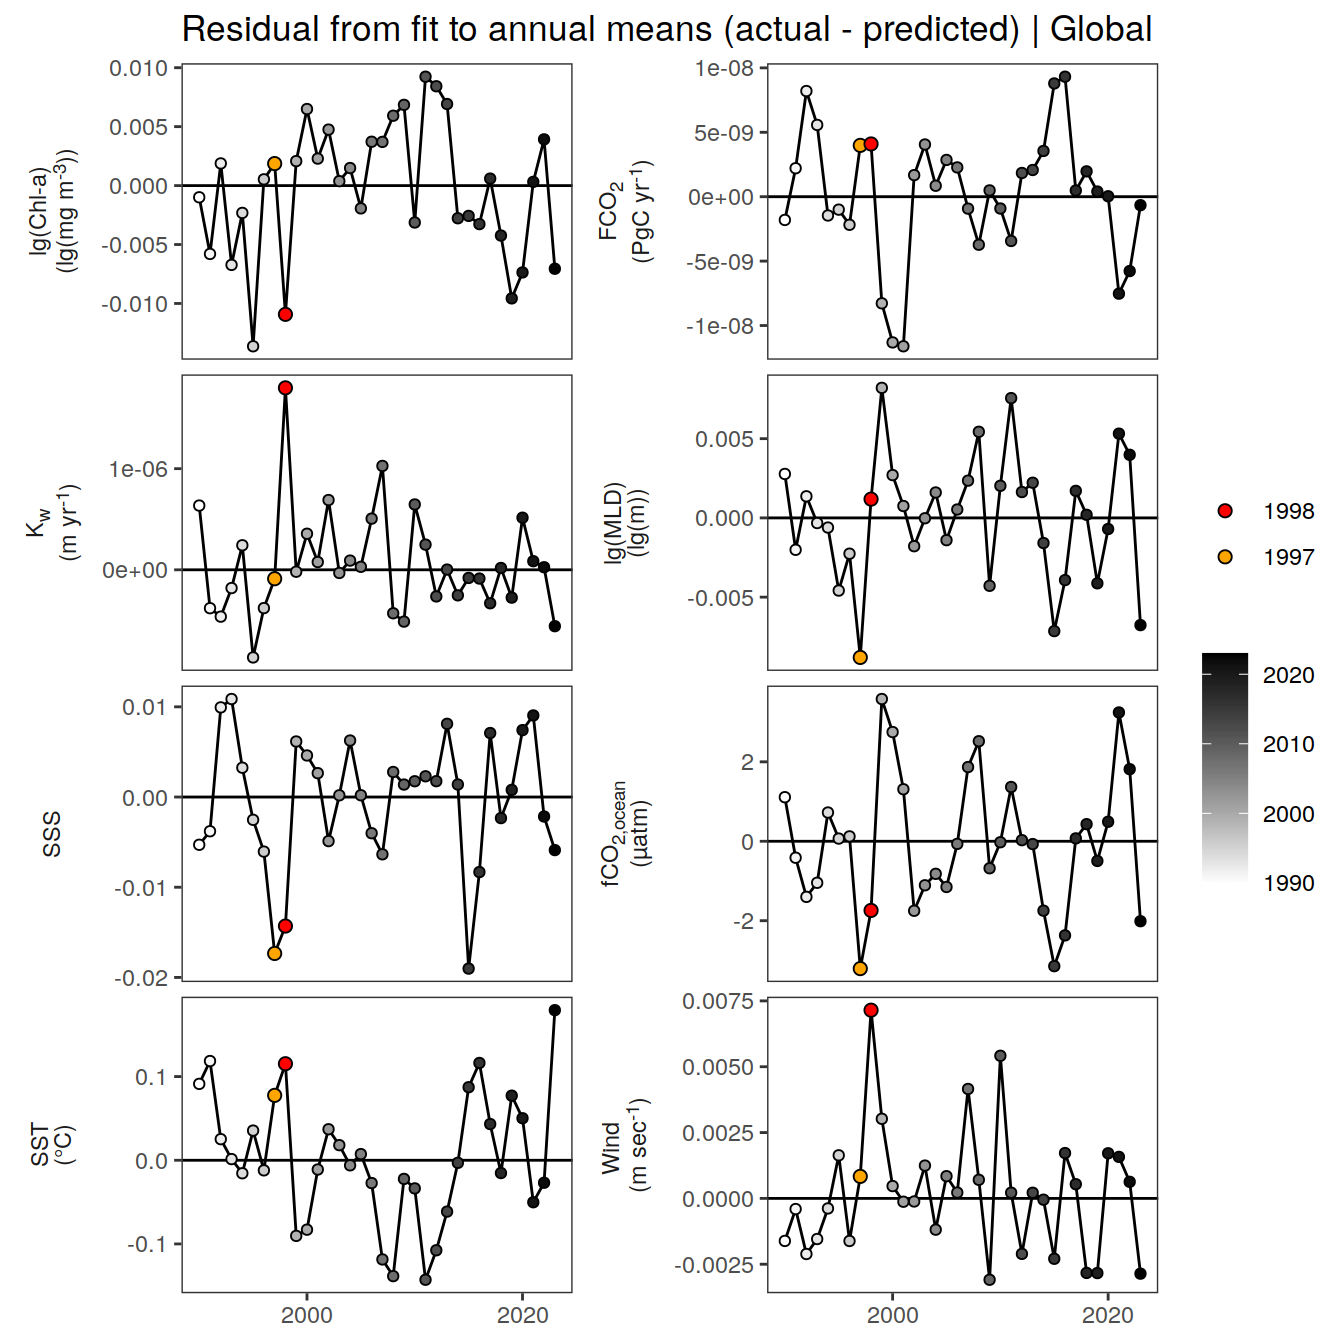 Residual from fit to annual means (actual - predicted) | Global
lg(Chl-a)
(lg(mg m⁻³))
0.010
0.005
0.000
-0.005
-0.010
FCO₂
(PgC yr⁻¹)
1e-08
5e-09
0e+00
-5e-09
-1e-08
K_w
(m yr⁻¹)
1e-06
0e+00
lg(MLD)
(lg(m))
0.005
0.000
-0.005
SSS
0.01
0.00
-0.01
-0.02
fCO₂,ocean
(µatm)
2
0
-2
SST
(°C)
0.1
0.0
-0.1
2000 2020
Wind
(m sec⁻¹)
0.0075
0.0050
0.0025
0.0000
-0.0025
2000 2020
1998
1997
2020
2010
2000
1990